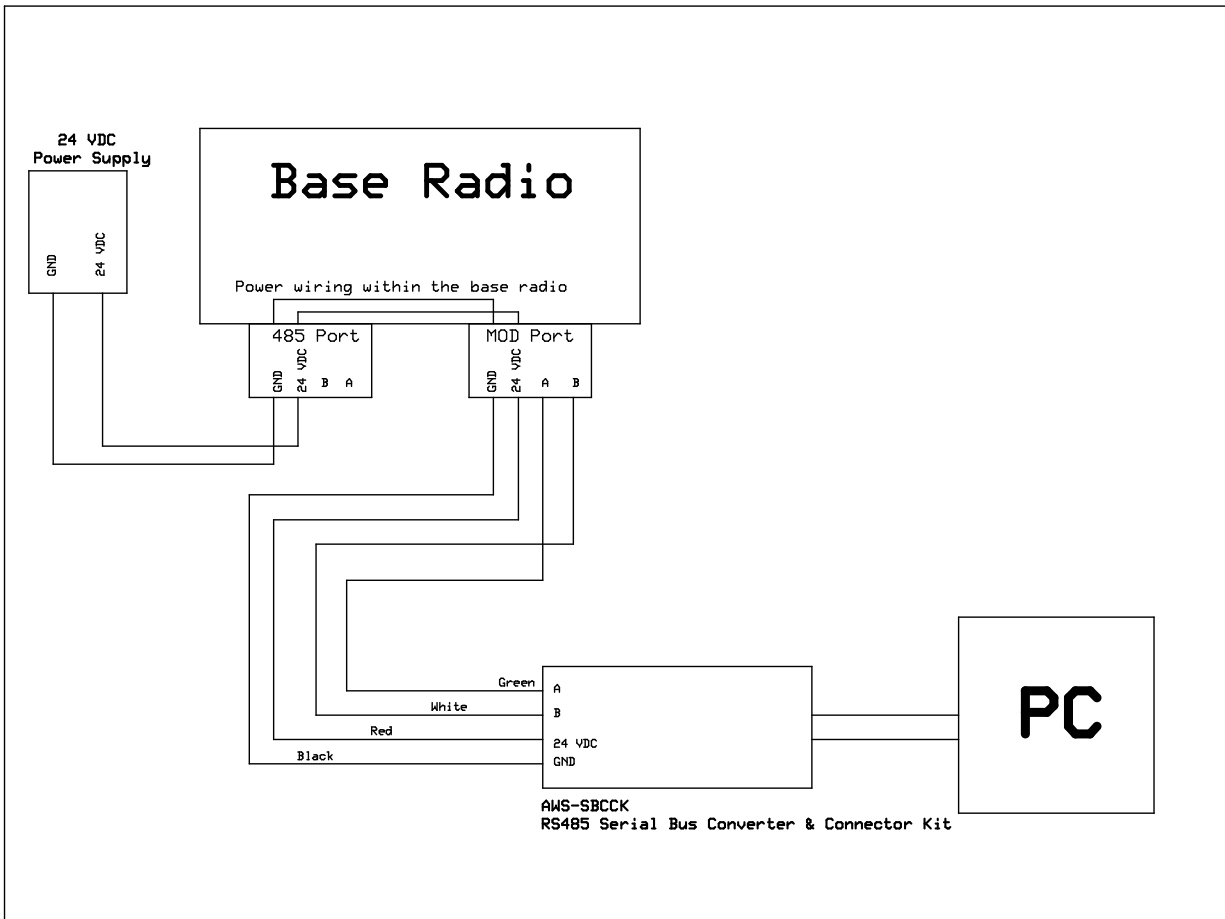 24 VDC
Power Supply
GND
24 VDC
Base Radio
Power wiring within the base radio
485 Port
GND
24 VDC
B
A
MOD Port
GND
24 VDC
A
B
Green
A
White
B
Red
24 VDC
Black
GND
PC
AWS-SBCCK
RS485 Serial Bus Converter & Connector Kit